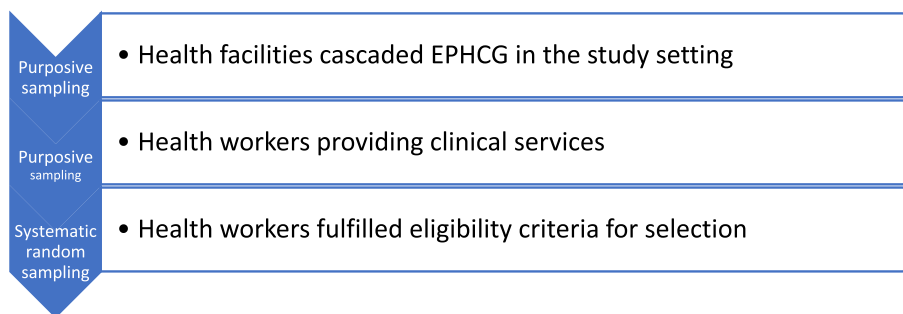 Purposive
sampling
• Health facilities cascaded EPHCG in the study setting
Purposive
sampling
• Health workers providing clinical services
Systematic
random
sampling
• Health workers fulfilled eligibility criteria for selection